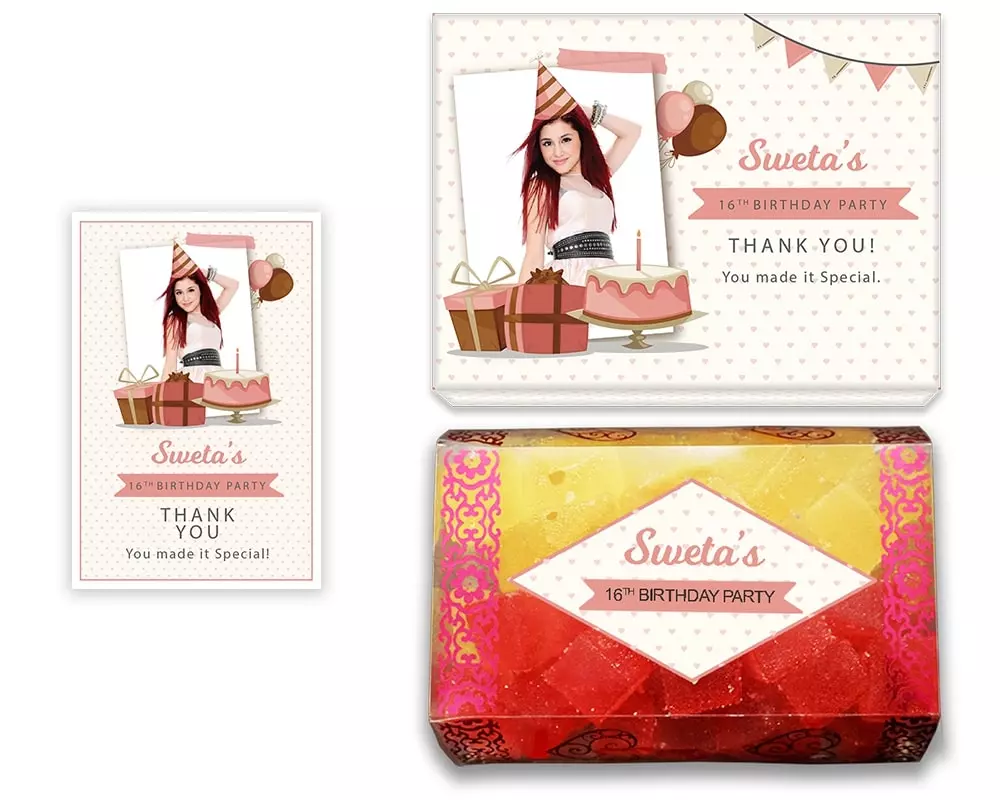 Sweta's
16TH BIRTHDAY PARTY
THANK
YOU
You made it Special!
Sweta's
16TH BIRTHDAY PARTY
THANK YOU!
You made it Special.
Sweta's
16TH BIRTHDAY PARTY